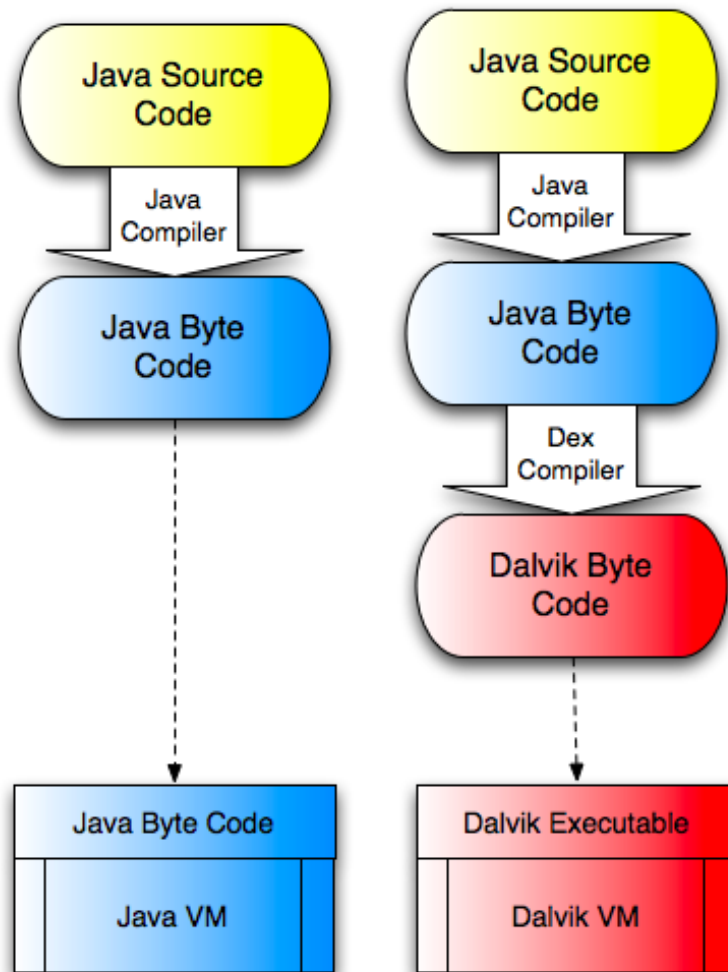 Java Source
Code
Java
Compiler
Java Byte
Code
Java Byte Code
Java VM
Java Source
Code
Java
Compiler
Java Byte
Code
Dex
Compiler
Dalvik Byte
Code
Dalvik Executable
Dalvik VM